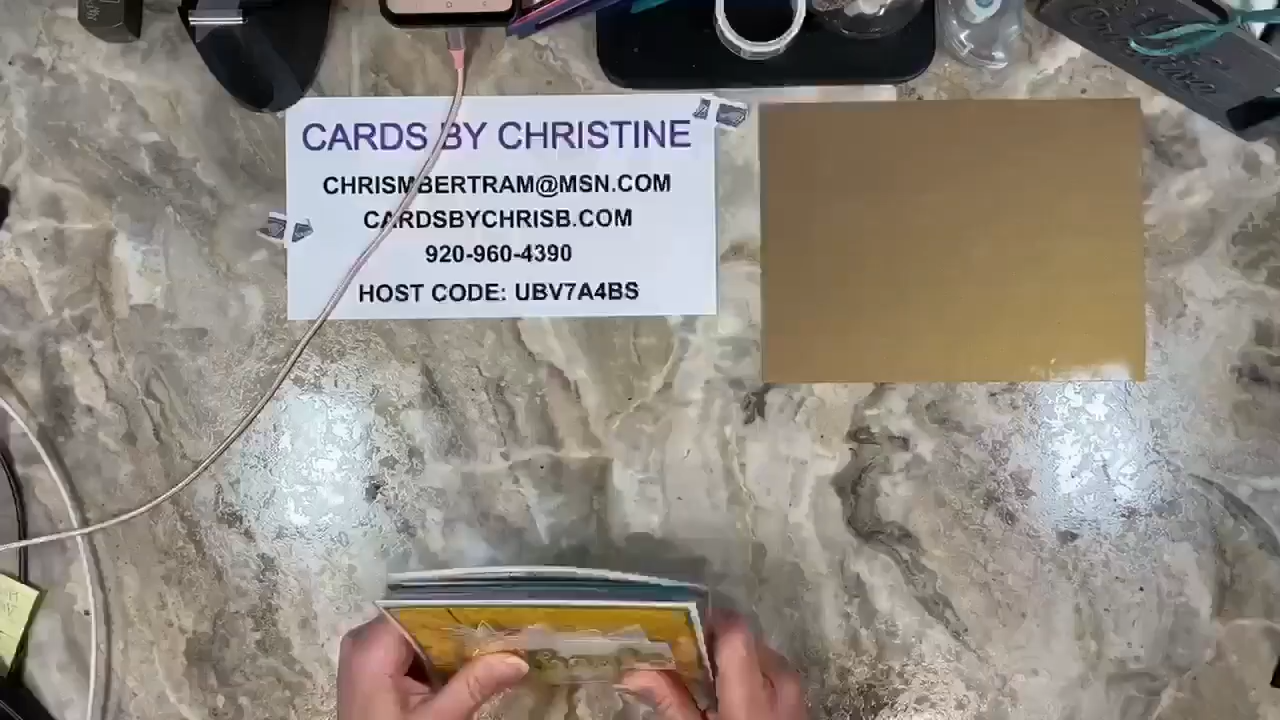 CARDS BY CHRISTINE
CHRISMBERTRAM@MSN.COM
CARDSBYCHRISB.COM
920-960-4390
HOST CODE: UBV7A4BS